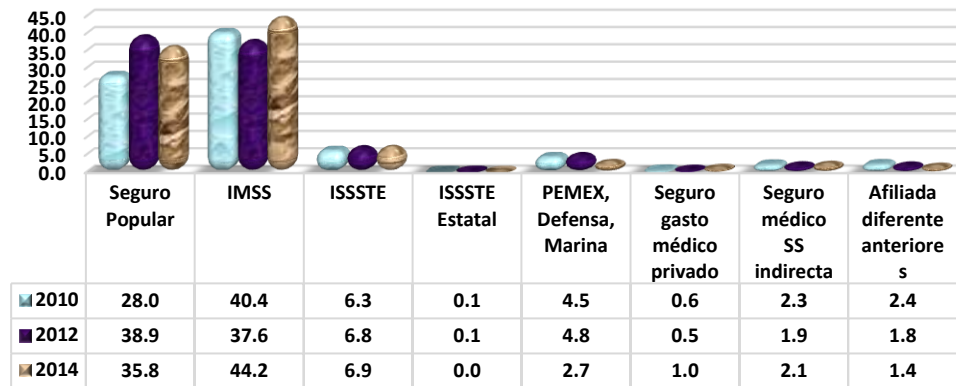 45.0
40.0
35.0
30.0
25.0
20.0
15.0
10.0
5.0
0.0
Seguro Popular IMSS ISSSTE ISSSTE Estatal PEMEX, Defensa, Marina Seguro gasto médico privado Seguro médico SS indirecta Afiliada diferente anteriore s
2010 28.0 40.4 6.3 0.1 4.5 0.6 2.3 2.4
2012 38.9 37.6 6.8 0.1 4.8 0.5 1.9 1.8
2014 35.8 44.2 6.9 0.0 2.7 1.0 2.1 1.4